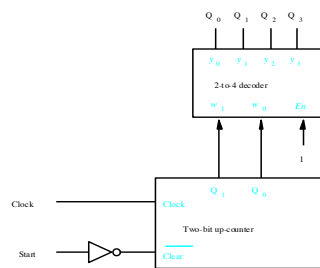 Q0 Q1 Q2 Q3
y0 y1 y2 y3
2-to-4 decoder
w1 w0 En
1
Q1 Q0
Clock Clock
Two-bit up-counter
Start Clear